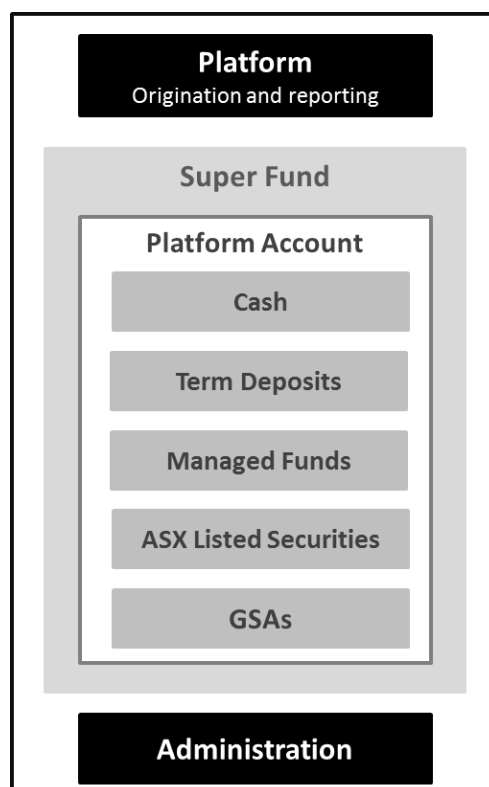 Platform
Origination and reporting
Super Fund
Platform Account
Cash
Term Deposits
Managed Funds
ASX Listed Securities
GSAs
Administration